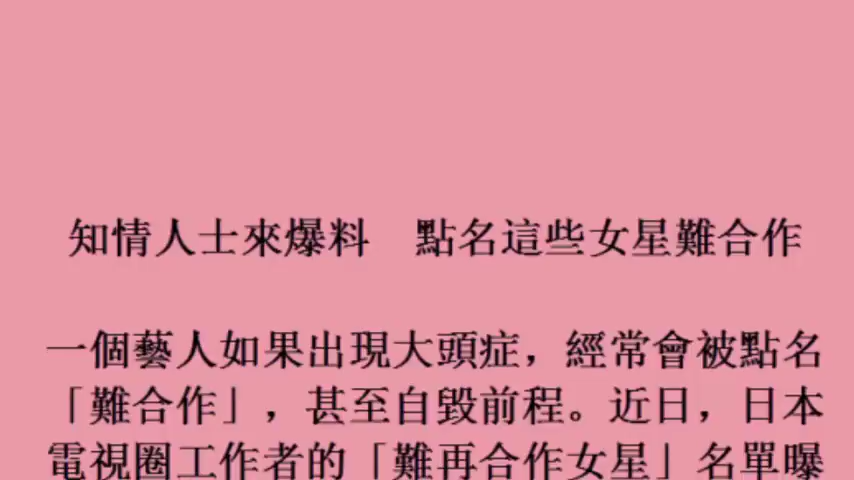 知情人士來爆料　點名這些女星難合作
一個藝人如果出現大頭症，經常會被點名
「難合作」，甚至自毀前程。近日，日本
電視圈工作者的「難再合作女星」名單曝